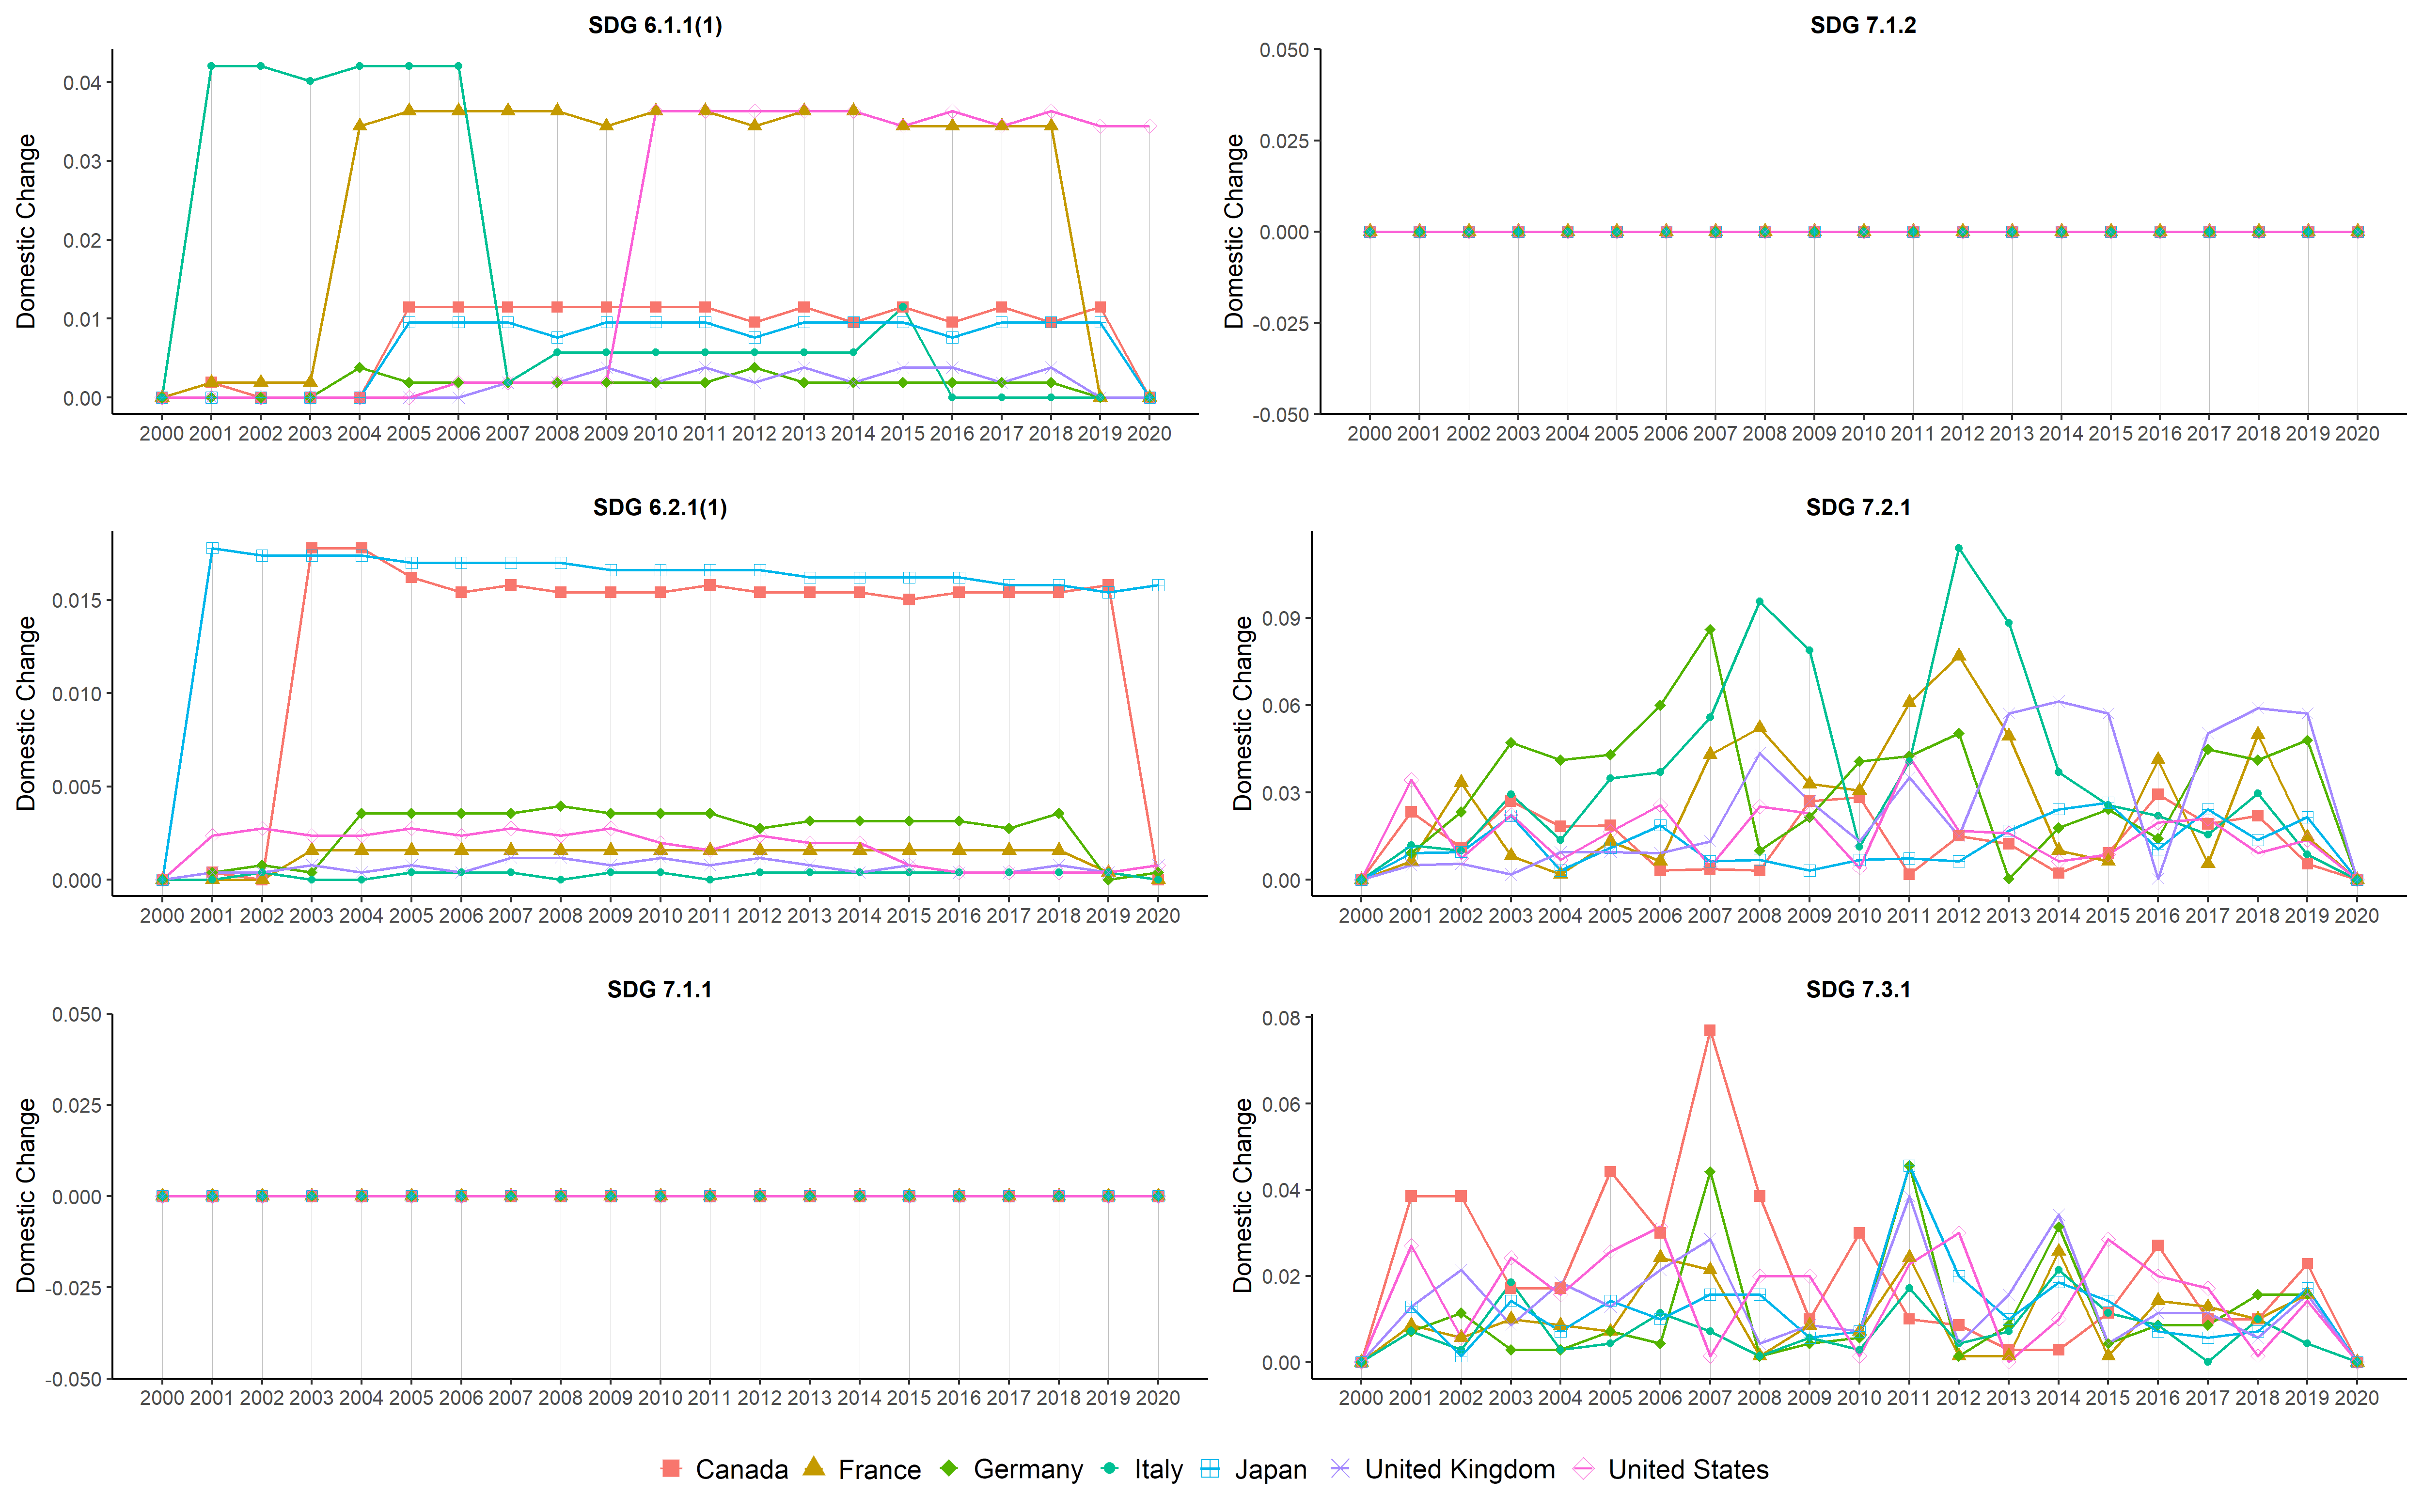 SDG 6.1.1(1)
Domestic Change
0.04
0.03
0.02
0.01
0.00
2000 2001 2002 2003 2004 2005 2006 2007 2008 2009 2010 2011 2012 2013 2014 2015 2016 2017 2018 2019 2020
SDG 7.1.2
Domestic Change
0.050
0.025
0.000
-0.025
-0.050
2000 2001 2002 2003 2004 2005 2006 2007 2008 2009 2010 2011 2012 2013 2014 2015 2016 2017 2018 2019 2020
SDG 6.2.1(1)
Domestic Change
0.015
0.010
0.005
0.000
2000 2001 2002 2003 2004 2005 2006 2007 2008 2009 2010 2011 2012 2013 2014 2015 2016 2017 2018 2019 2020
SDG 7.2.1
Domestic Change
0.09
0.06
0.03
0.00
2000 2001 2002 2003 2004 2005 2006 2007 2008 2009 2010 2011 2012 2013 2014 2015 2016 2017 2018 2019 2020
SDG 7.1.1
Domestic Change
0.050
0.025
0.000
-0.025
-0.050
2000 2001 2002 2003 2004 2005 2006 2007 2008 2009 2010 2011 2012 2013 2014 2015 2016 2017 2018 2019 2020
SDG 7.3.1
Domestic Change
0.08
0.06
0.04
0.02
0.00
2000 2001 2002 2003 2004 2005 2006 2007 2008 2009 2010 2011 2012 2013 2014 2015 2016 2017 2018 2019 2020
Canada France Germany Italy Japan United Kingdom United States